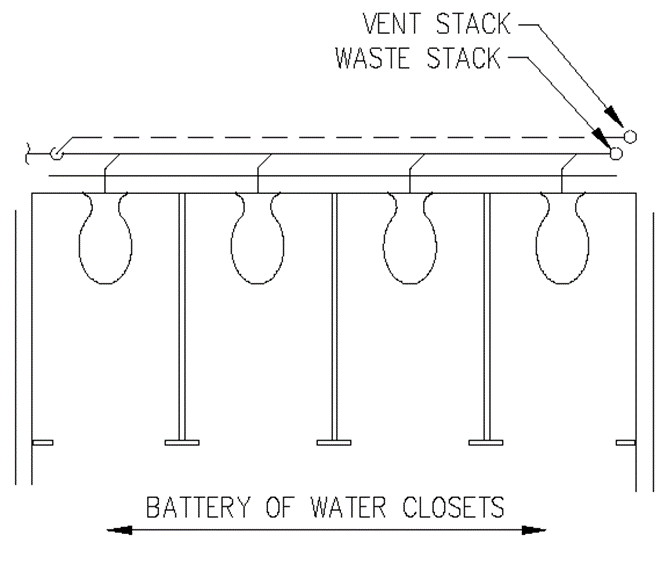 VENT STACK
WASTE STACK
BATTERY OF WATER CLOSETS